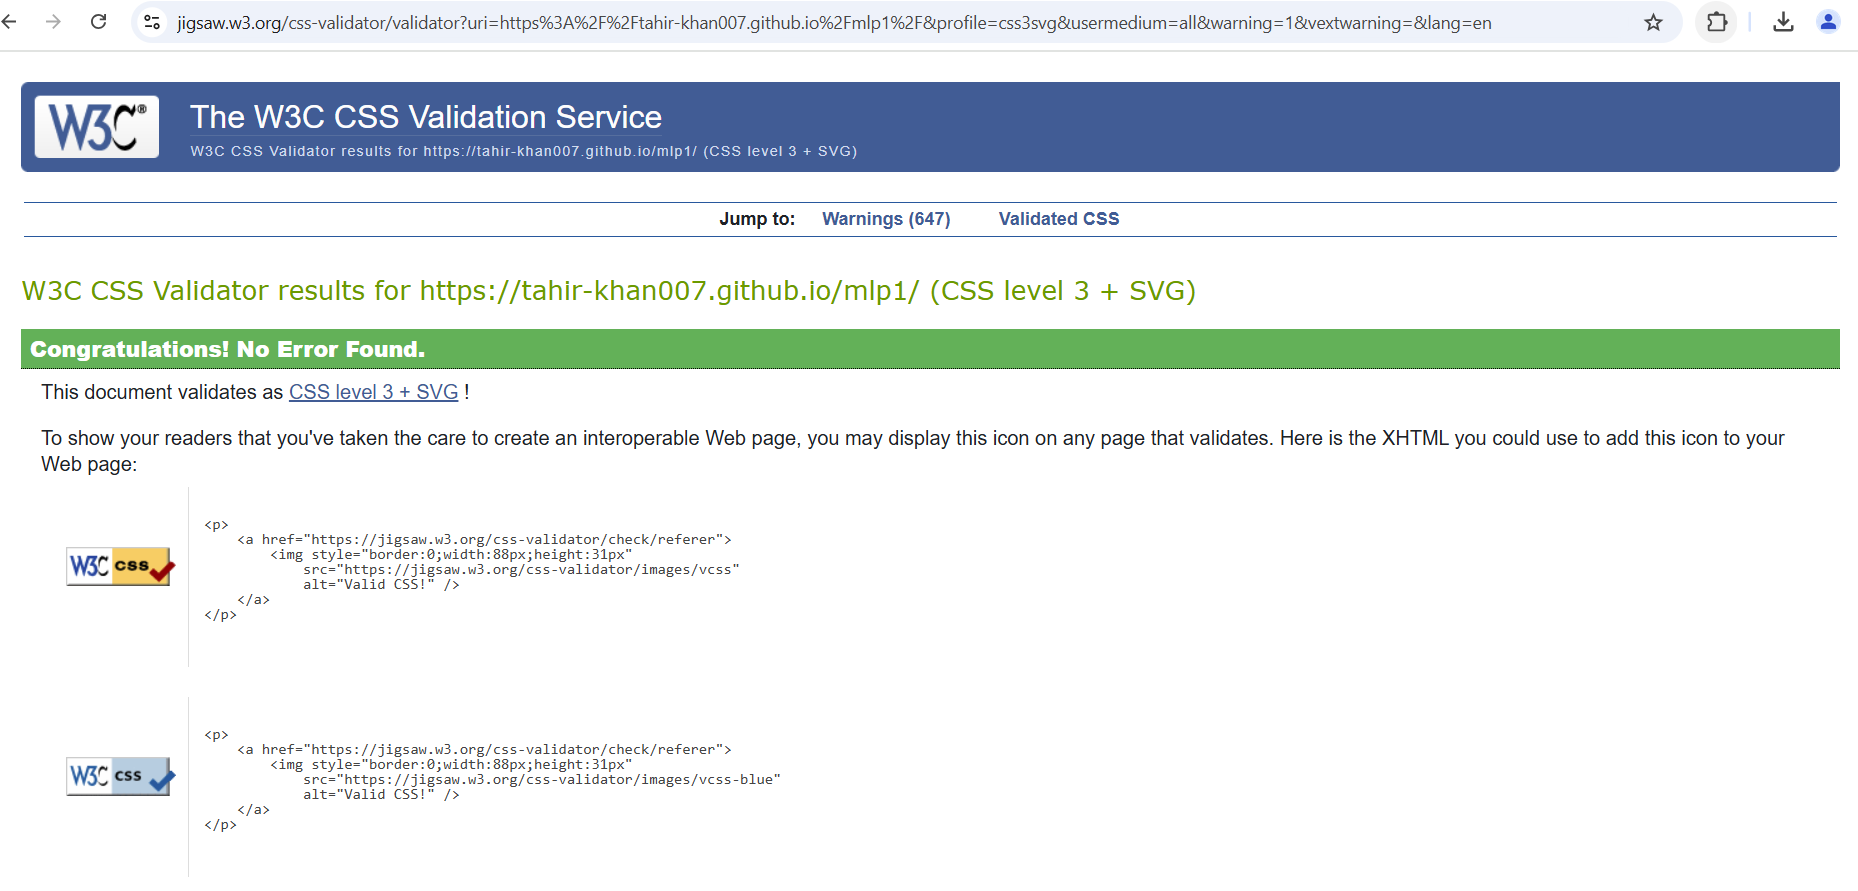 jigsaw.w3.org/css-validator/validator?uri=https%3A%2F%2Ftahir-khan007.github.io%2Fmlp1%2F&profile=css3svg&usermedium=all&warning=1&vextwarning=&lang=en
W3C®
The W3C CSS Validation Service
W3C CSS Validator results for https://tahir-khan007.github.io/mlp1/ (CSS level 3 + SVG)
Jump to: Warnings (647) Validated CSS
W3C CSS Validator results for https://tahir-khan007.github.io/mlp1/ (CSS level 3 + SVG)
Congratulations! No Error Found.
This document validates as CSS level 3 + SVG !
To show your readers that you've taken the care to create an interoperable Web page, you may display this icon on any page that validates. Here is the XHTML you could use to add this icon to your
Web page:
W3C css
<p>
    <a href="https://jigsaw.w3.org/css-validator/check/referer">
        <img style="border:0;width:88px;height:31px"
            src="https://jigsaw.w3.org/css-validator/images/vcss"
            alt="Valid CSS!" />
    </a>
</p>
W3C css
<p>
    <a href="https://jigsaw.w3.org/css-validator/check/referer">
        <img style="border:0;width:88px;height:31px"
            src="https://jigsaw.w3.org/css-validator/images/vcss-blue"
            alt="Valid CSS!" />
    </a>
</p>